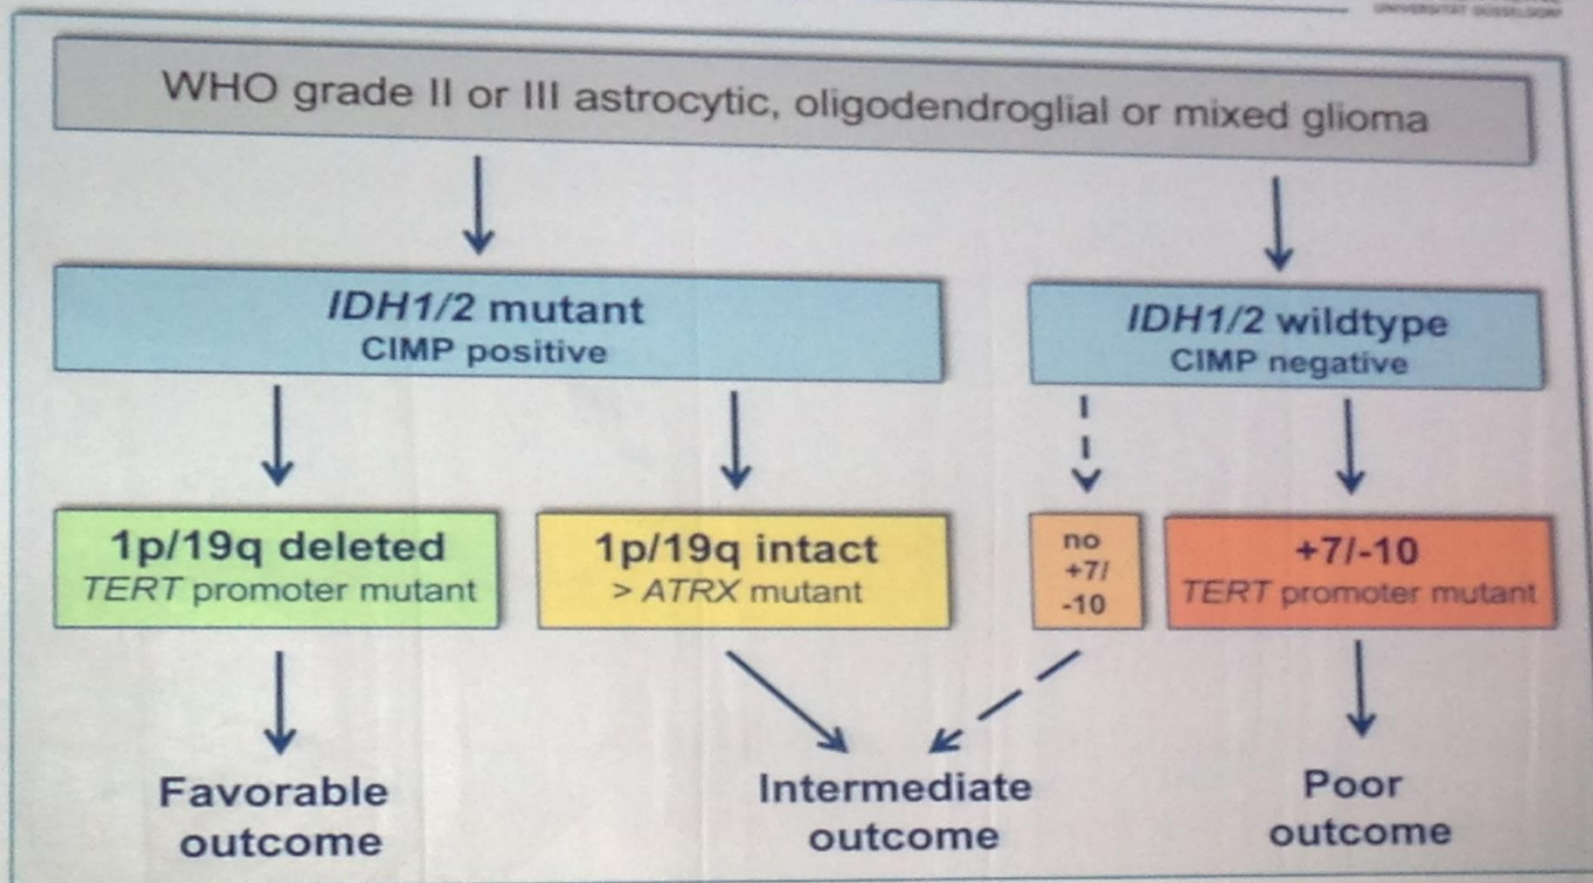 UNIVERSITÄT DÜSSELDORF
WHO grade II or III astrocytic, oligodendroglial or mixed glioma
IDH1/2 mutant
CIMP positive
IDH1/2 wildtype
CIMP negative
1p/19q deleted
TERT promoter mutant
1p/19q intact
> ATRX mutant
no
+7/
-10
+7/-10
TERT promoter mutant
Favorable
outcome
Intermediate
outcome
Poor
outcome